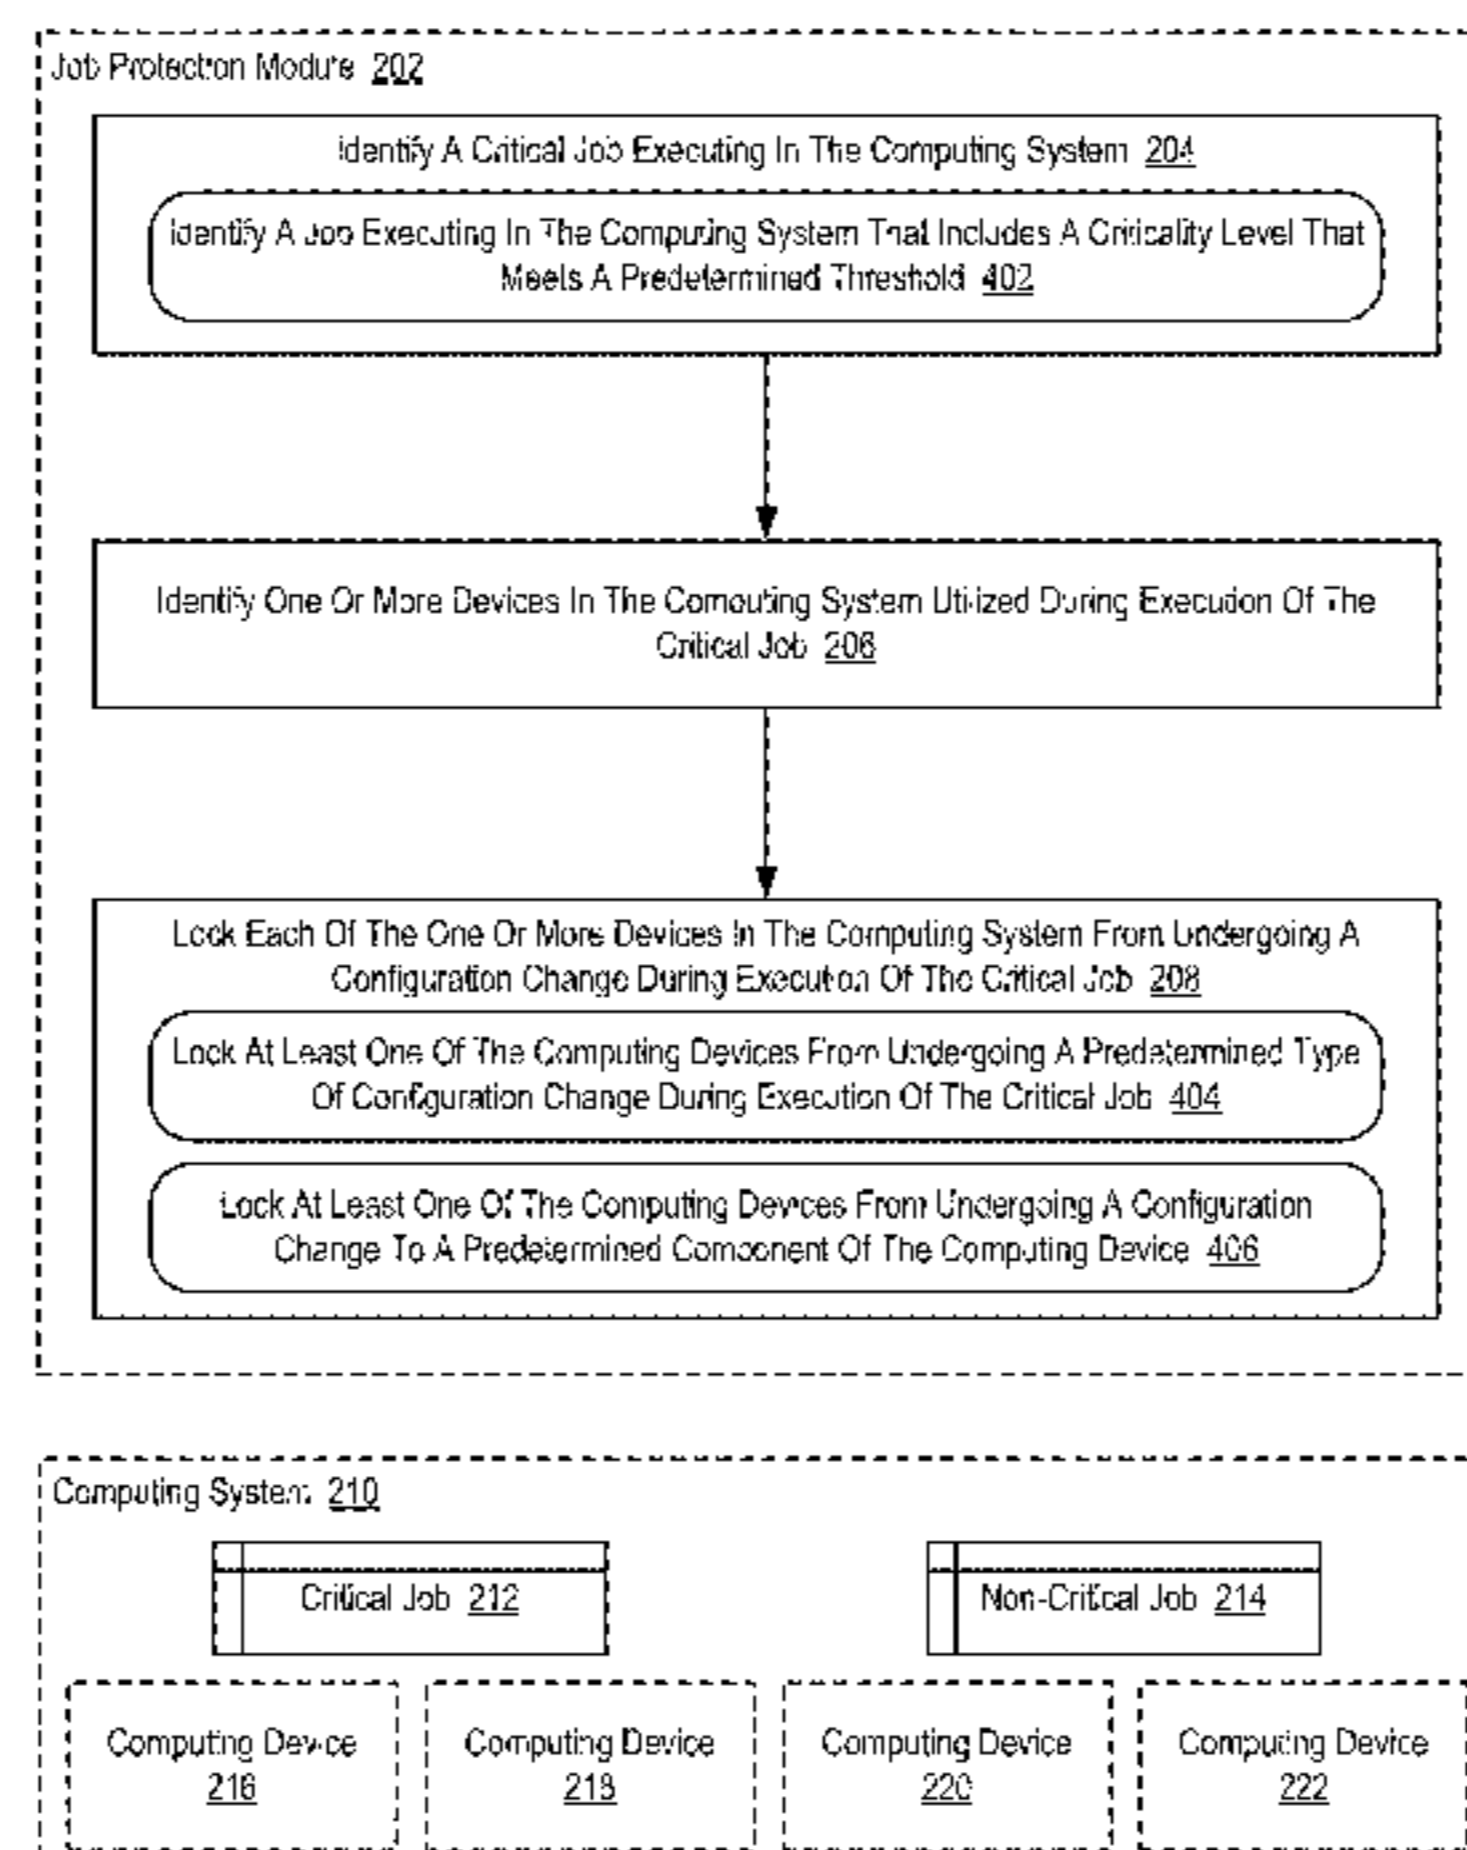 Job Protection Module 202
Identify A Critical Job Executing In The Computing System 204
Identify A Job Executing In The Computing System That Includes A Criticality Level That
Meets A Predetermined Threshold 402
Identify One Or More Devices In The Computing System Utilized During Execution Of The
Critical Job 206
Lock Each Of The One Or More Devices In The Computing System From Undergoing A
Configuration Change During Execution Of The Critical Job 208
Lock At Least One Of The Computing Devices From Undergoing A Predetermined Type
Of Configuration Change During Execution Of The Critical Job 404
Lock At Least One Of The Computing Devices From Undergoing A Configuration
Change To A Predetermined Component Of The Computing Device 406
Computing System 210
Critical Job 212
Non-Critical Job 214
Computing Device
216
Computing Device
218
Computing Device
220
Computing Device
222